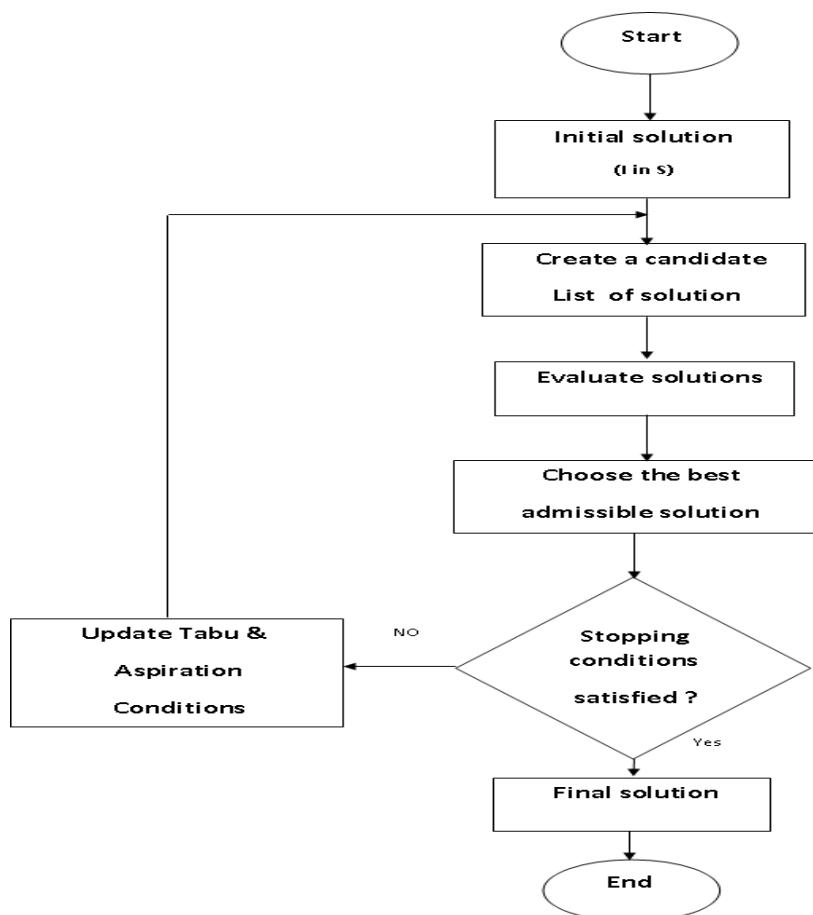 Start
Initial solution
(I in S)
Create a candidate
List of solution
Evaluate solutions
Choose the best
admissible solution
Stopping
conditions
satisfied ?
NO
Update Tabu &
Aspiration
Conditions
Yes
Final solution
End